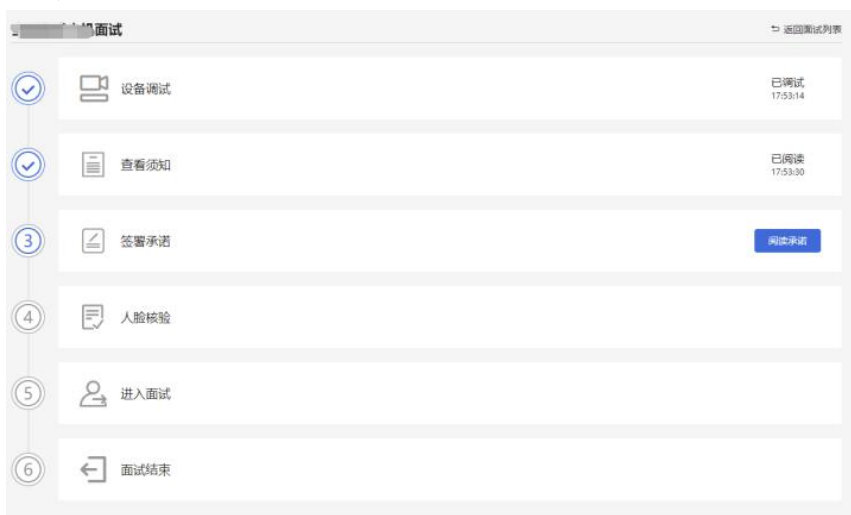 机面试
返回面试列表
设备调试
已调试
17:53:14
查看须知
已阅读
17:53:30
3
签署承诺
阅读承诺
4
人脸核验
5
进入面试
6
面试结束